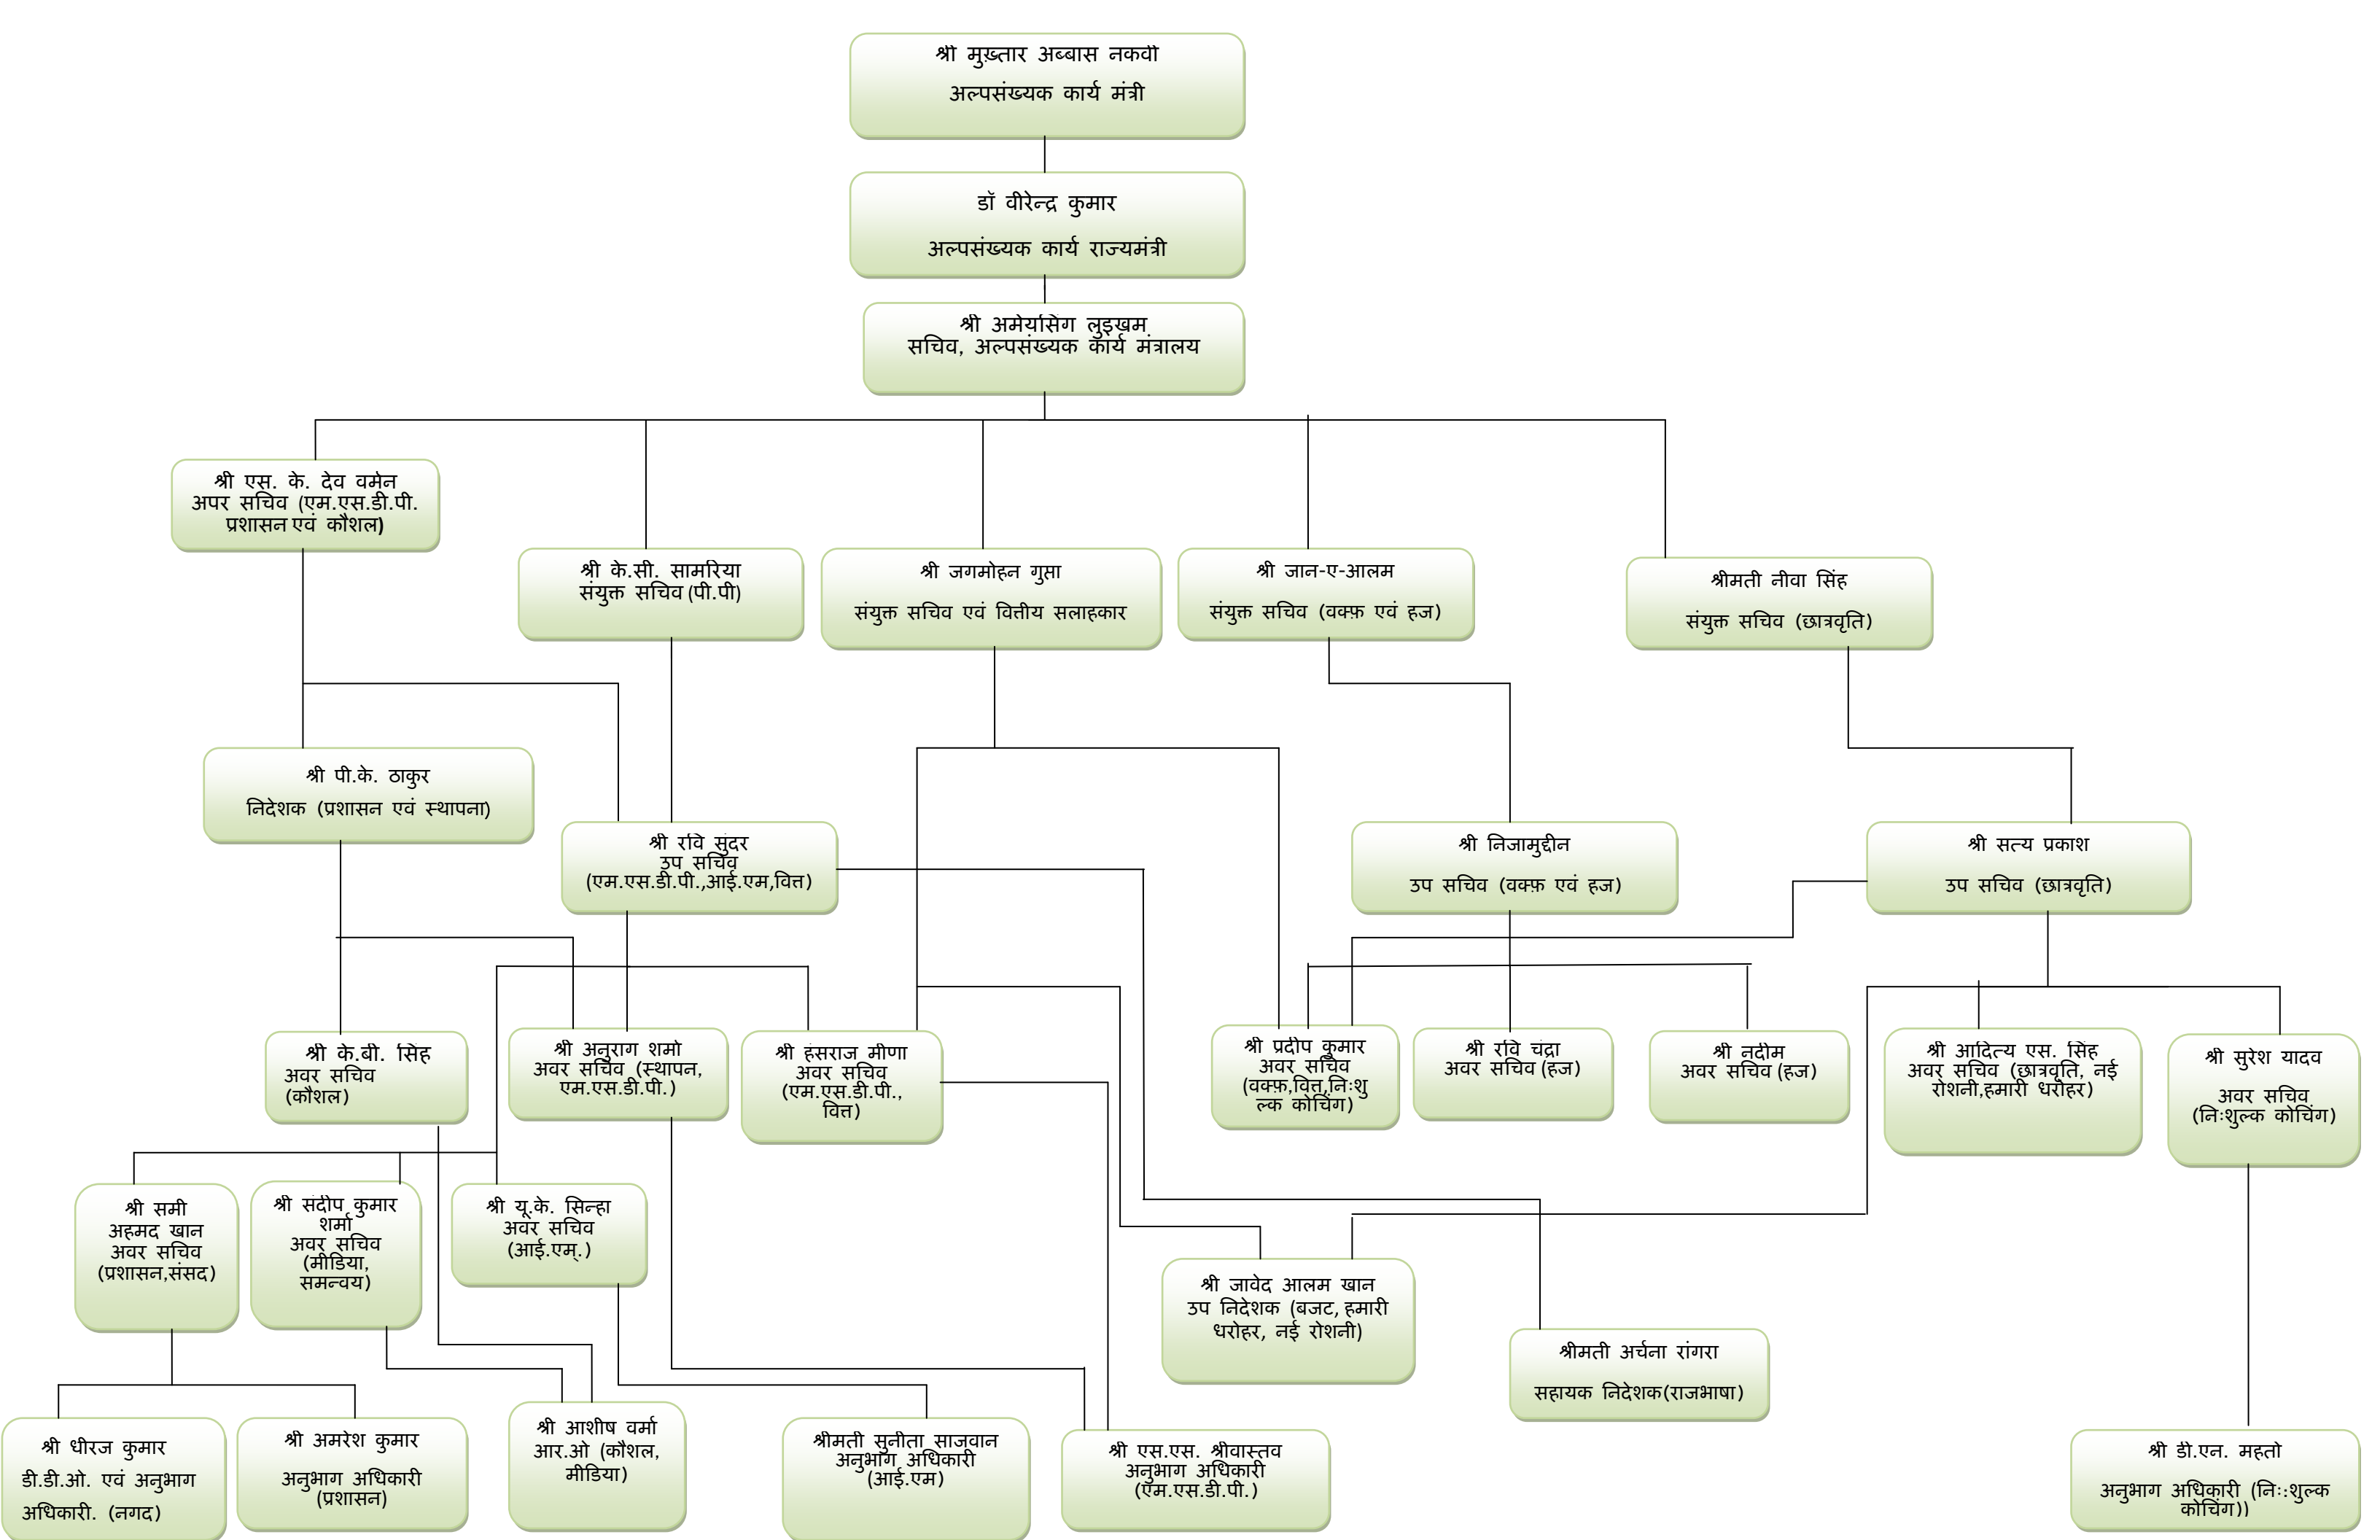 श्री मुख़्तार अब्बास नकवी
अल्पसंख्यक कार्य मंत्री
डॉ वीरेन्द्र कुमार
अल्पसंख्यक कार्य राज्यमंत्री
श्री अमेर्यासिंग लुइखम
सचिव, अल्पसंख्यक कार्य मंत्रालय
श्री एस. के. देव वर्मन
अपर सचिव (एम.एस.डी.पी.
प्रशासन एवं कौशल)
श्री के.सी. सामरिया
संयुक्त सचिव (पी.पी)
श्री जगमोहन गुप्ता
संयुक्त सचिव एवं वित्तीय सलाहकार
श्री जान-ए-आलम
संयुक्त सचिव (वक्फ़ एवं हज)
श्रीमती नीवा सिंह
संयुक्त सचिव (छात्रवृति)
श्री पी.के. ठाकुर
निदेशक (प्रशासन एवं स्थापना)
श्री रवि सुंदर
उप सचिव
(एम.एस.डी.पी.,आई.एम,वित्त)
श्री निजामुद्दीन
उप सचिव (वक्फ़ एवं हज)
श्री सत्य प्रकाश
उप सचिव (छात्रवृति)
श्री के.बी. सिंह
अवर सचिव
(कौशल)
श्री अनुराग शर्मा
अवर सचिव (स्थापन,
एम.एस.डी.पी.)
श्री हंसराज मीणा
अवर सचिव
(एम.एस.डी.पी.,
वित्त)
श्री प्रदीप कुमार
अवर सचिव
(वक्फ़,वित्त,निःशु
ल्क कोचिंग)
श्री रवि चंद्रा
अवर सचिव (हज)
श्री नदीम
अवर सचिव (हज)
श्री आदित्य एस. सिंह
अवर सचिव (छात्रवृति, नई
रोशनी,हमारी धरोहर)
श्री सुरेश यादव
अवर सचिव
(निःशुल्क कोचिंग)
श्री समी
अहमद खान
अवर सचिव
(प्रशासन,संसद)
श्री संदीप कुमार
शर्मा
अवर सचिव
(मीडिया,
समन्वय)
श्री यू.के. सिन्हा
अवर सचिव
(आई.एम्.)
श्री जावेद आलम खान
उप निदेशक (बजट, हमारी
धरोहर, नई रोशनी)
श्रीमती अर्चना रांगरा
सहायक निदेशक(राजभाषा)
श्री धीरज कुमार
डी.डी.ओ. एवं अनुभाग
अधिकारी. (नगद)
श्री अमरेश कुमार
अनुभाग अधिकारी
(प्रशासन)
श्री आशीष वर्मा
आर.ओ (कौशल,
मीडिया)
श्रीमती सुनीता साजवान
अनुभाग अधिकारी
(आई.एम)
श्री एस.एस. श्रीवास्तव
अनुभाग अधिकारी
(एम.एस.डी.पी.)
श्री डी.एन. महतो
अनुभाग अधिकारी (निः:शुल्क
कोचिंग))